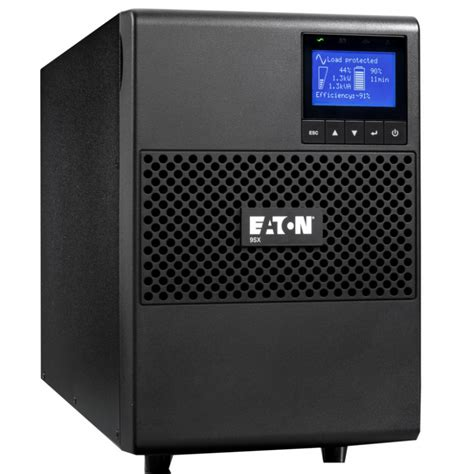 Load protected
44% 90%
1.3kW 11min
1.3kVA
Efficiency≈91%
ESC
EATON
9SX